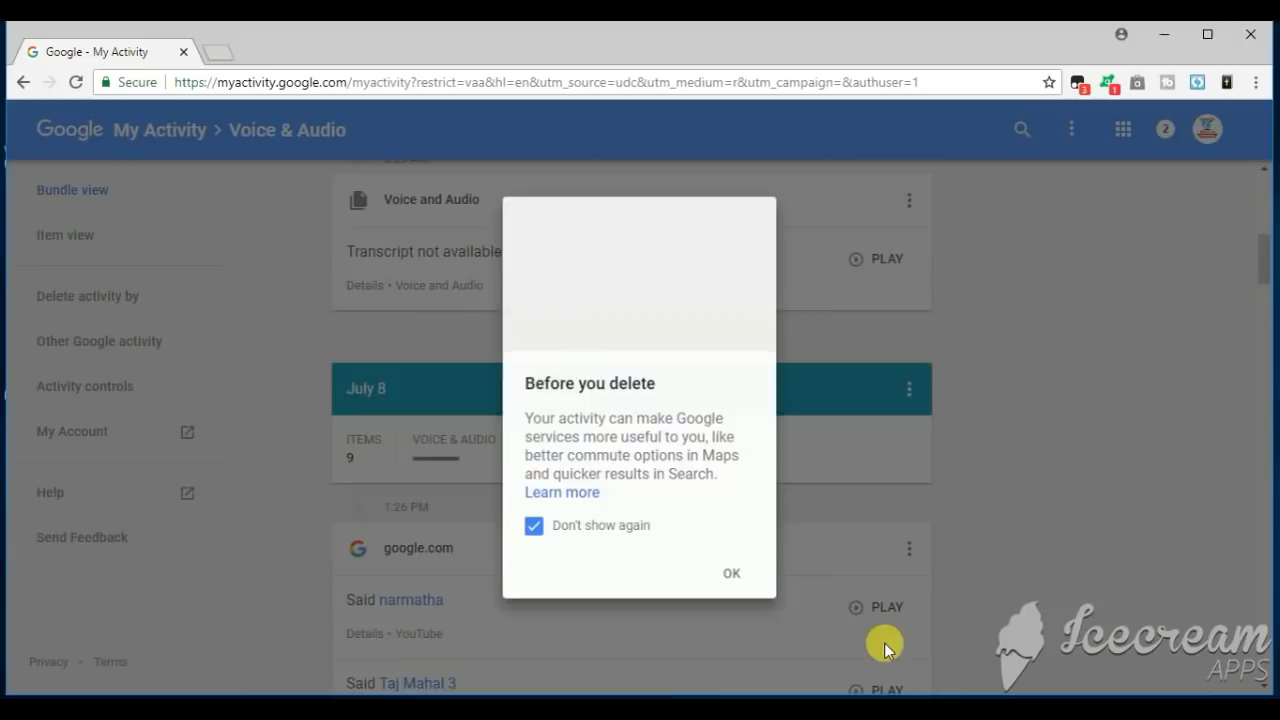 Google - My Activity
Secure https://myactivity.google.com/myactivity?restrict=vaa&hl=en&utm_source=udc&utm_medium=r&utm_campaign=&authuser=1
3
1
Google My Activity > Voice & Audio
2
Bundle view
Item view
Delete activity by
Other Google activity
Activity controls
My Account
Help
Send Feedback
Privacy • Terms
Voice and Audio
Transcript not available
PLAY
Details • Voice and Audio
July 8
ITEMS
9
VOICE & AUDIO
1:26 PM
google.com
Said narmatha
PLAY
Details • YouTube
Said Taj Mahal 3
PLAY
Before you delete
Your activity can make Google
services more useful to you, like
better commute options in Maps
and quicker results in Search.
Learn more
Don't show again
OK
Icecream
APPS